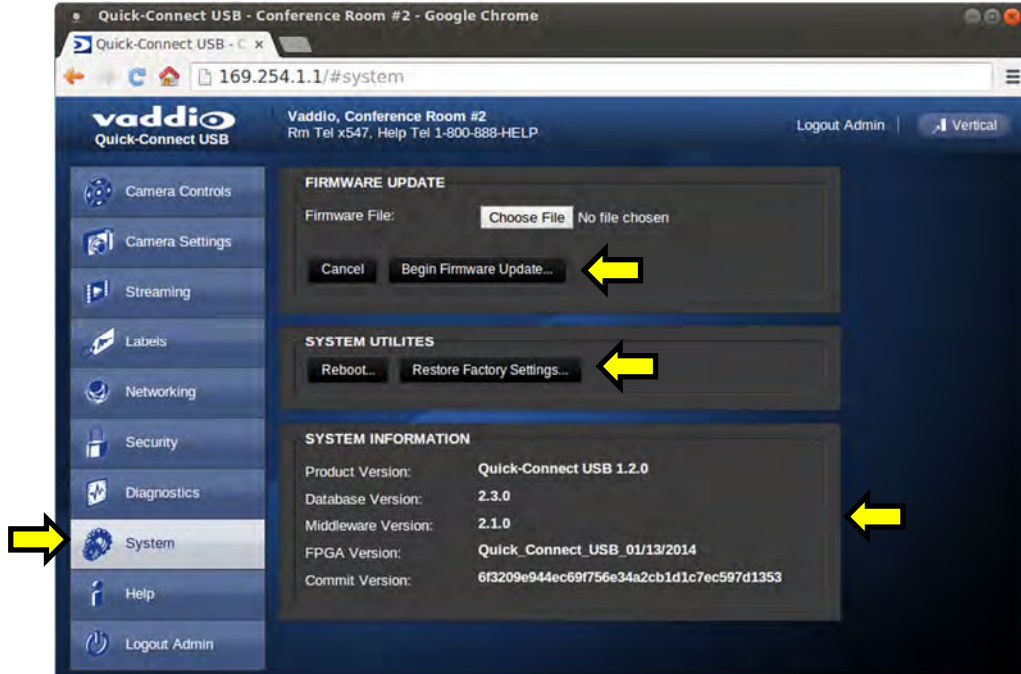 Quick-Connect USB - Conference Room #2 - Google Chrome
Quick-Connect USB - C
169.254.1.1/#system
vaddio
Quick-Connect USB
Vaddio, Conference Room #2
Rm Tel x547, Help Tel 1-800-888-HELP
Logout Admin
Vertical
Camera Controls
Camera Settings
Streaming
Labels
Networking
Security
Diagnostics
System
Help
Logout Admin
FIRMWARE UPDATE
Firmware File: Choose File No file chosen
Cancel Begin Firmware Update...
SYSTEM UTILITES
Reboot... Restore Factory Settings...
SYSTEM INFORMATION
Product Version: Quick-Connect USB 1.2.0
Database Version: 2.3.0
Middleware Version: 2.1.0
FPGA Version: Quick_Connect_USB_01/13/2014
Commit Version: 6f3209e944ec69f756e34a2cb1d1c7ec597d1353